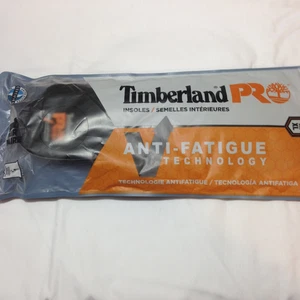 Timberland PRO
INSOLES / SEMELLES INTÉRIEURES
ANTI-FATIGUE
TECHNOLOGY
TECHNOLOGIE ANTIFATIGUE / TECNOLOGÍA ANTIFATIGA